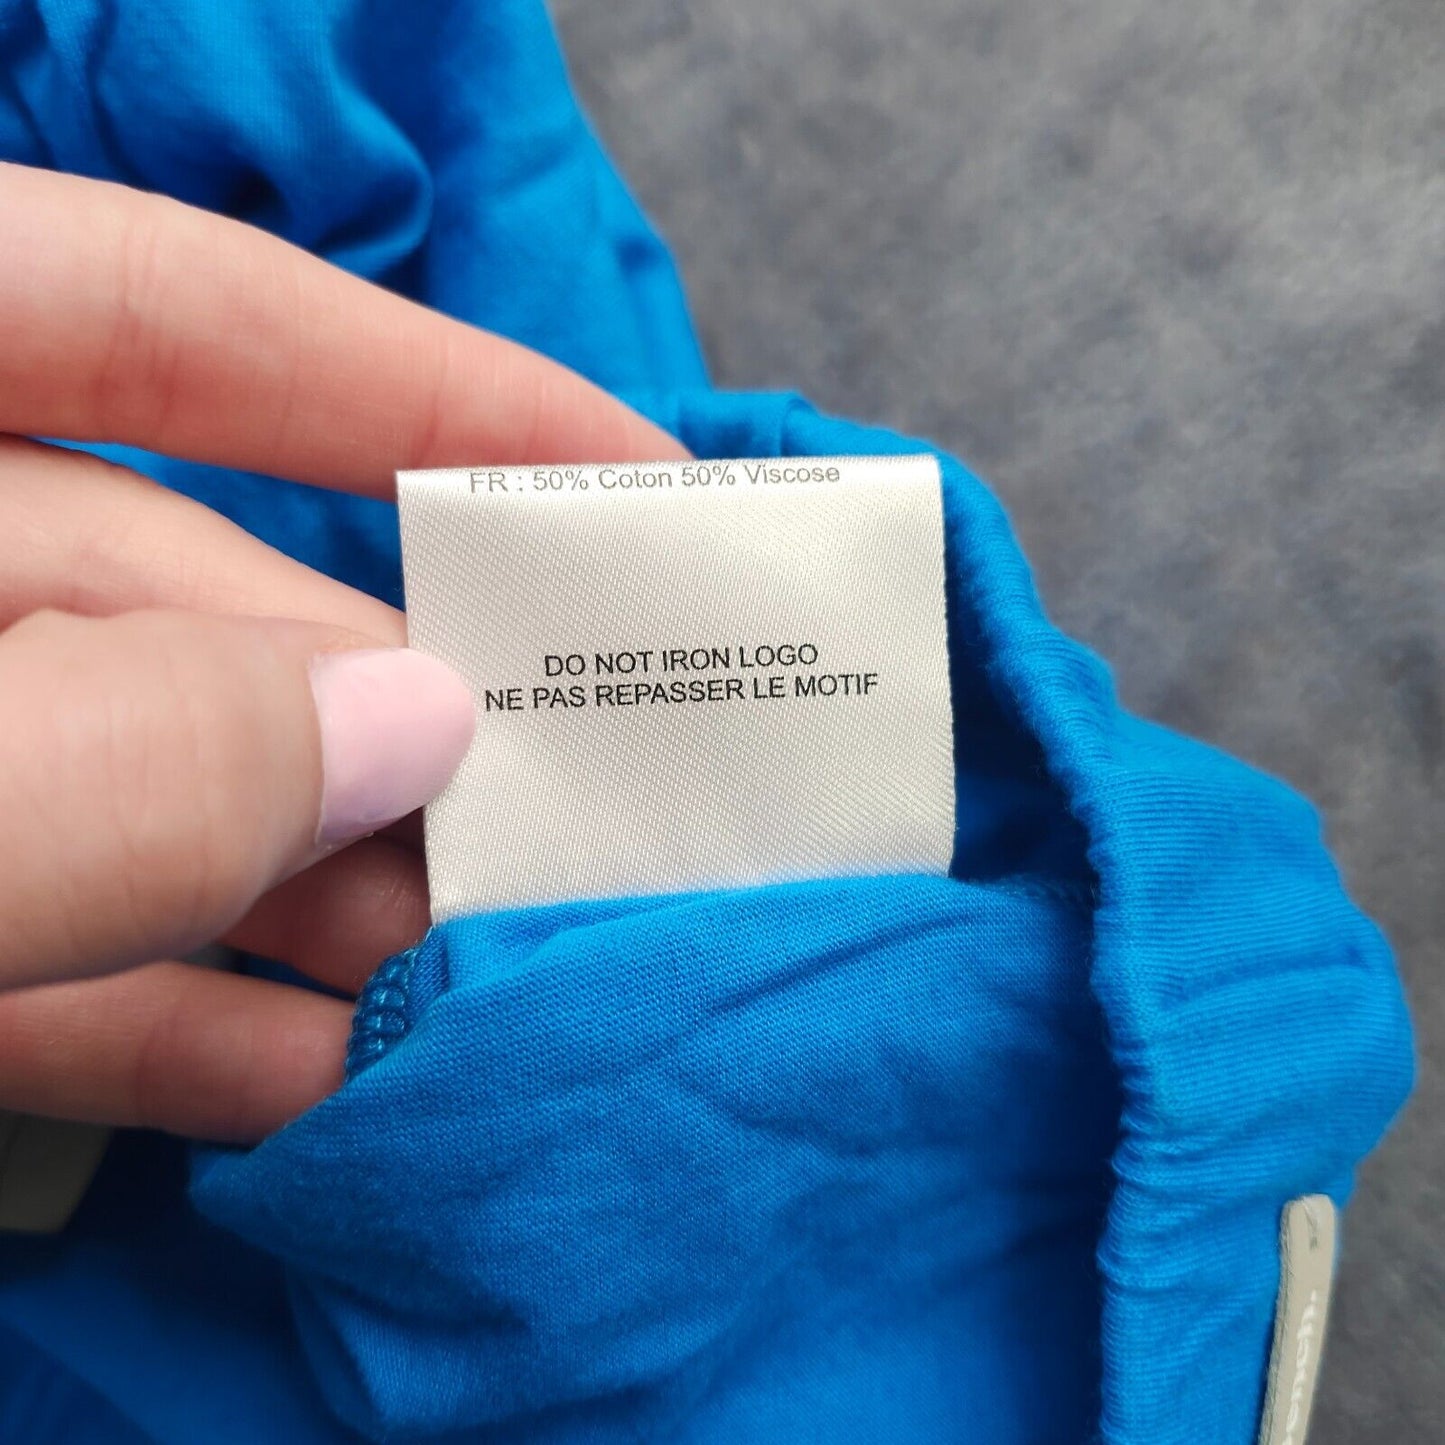 FR : 50% Coton 50% Viscose
DO NOT IRON LOGO
NE PAS REPASSER LE MOTIF